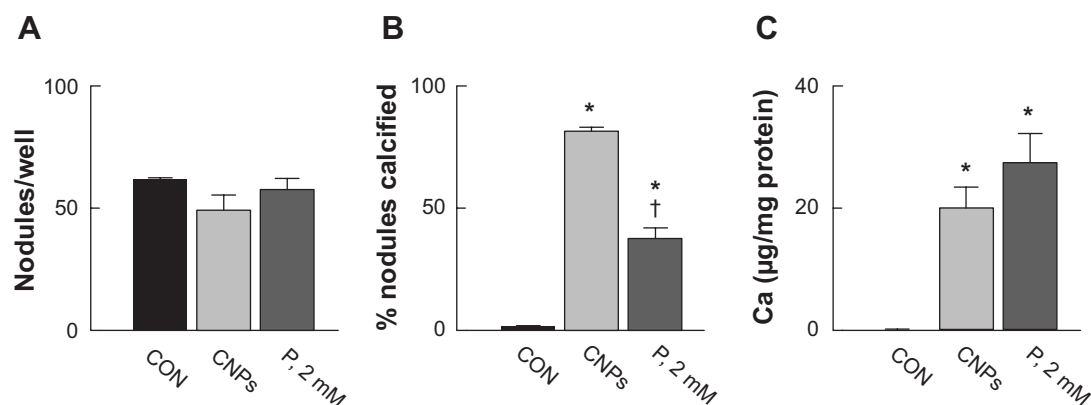 A
Nodules/well
100
50
0
CON
CNPs
P, 2 mM
B
% nodules calcified
100
50
0
*
*
†
CON
CNPs
P, 2 mM
C
Ca (µg/mg protein)
40
20
0
*
*
CON
CNPs
P, 2 mM